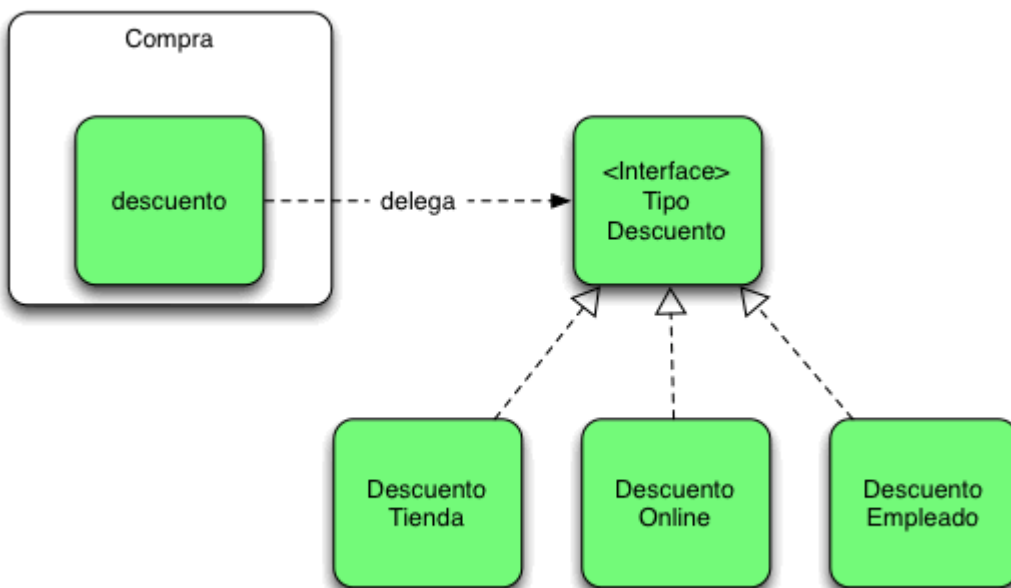 Compra
descuento
delega
<Interface>
Tipo
Descuento
Descuento
Tienda
Descuento
Online
Descuento
Empleado